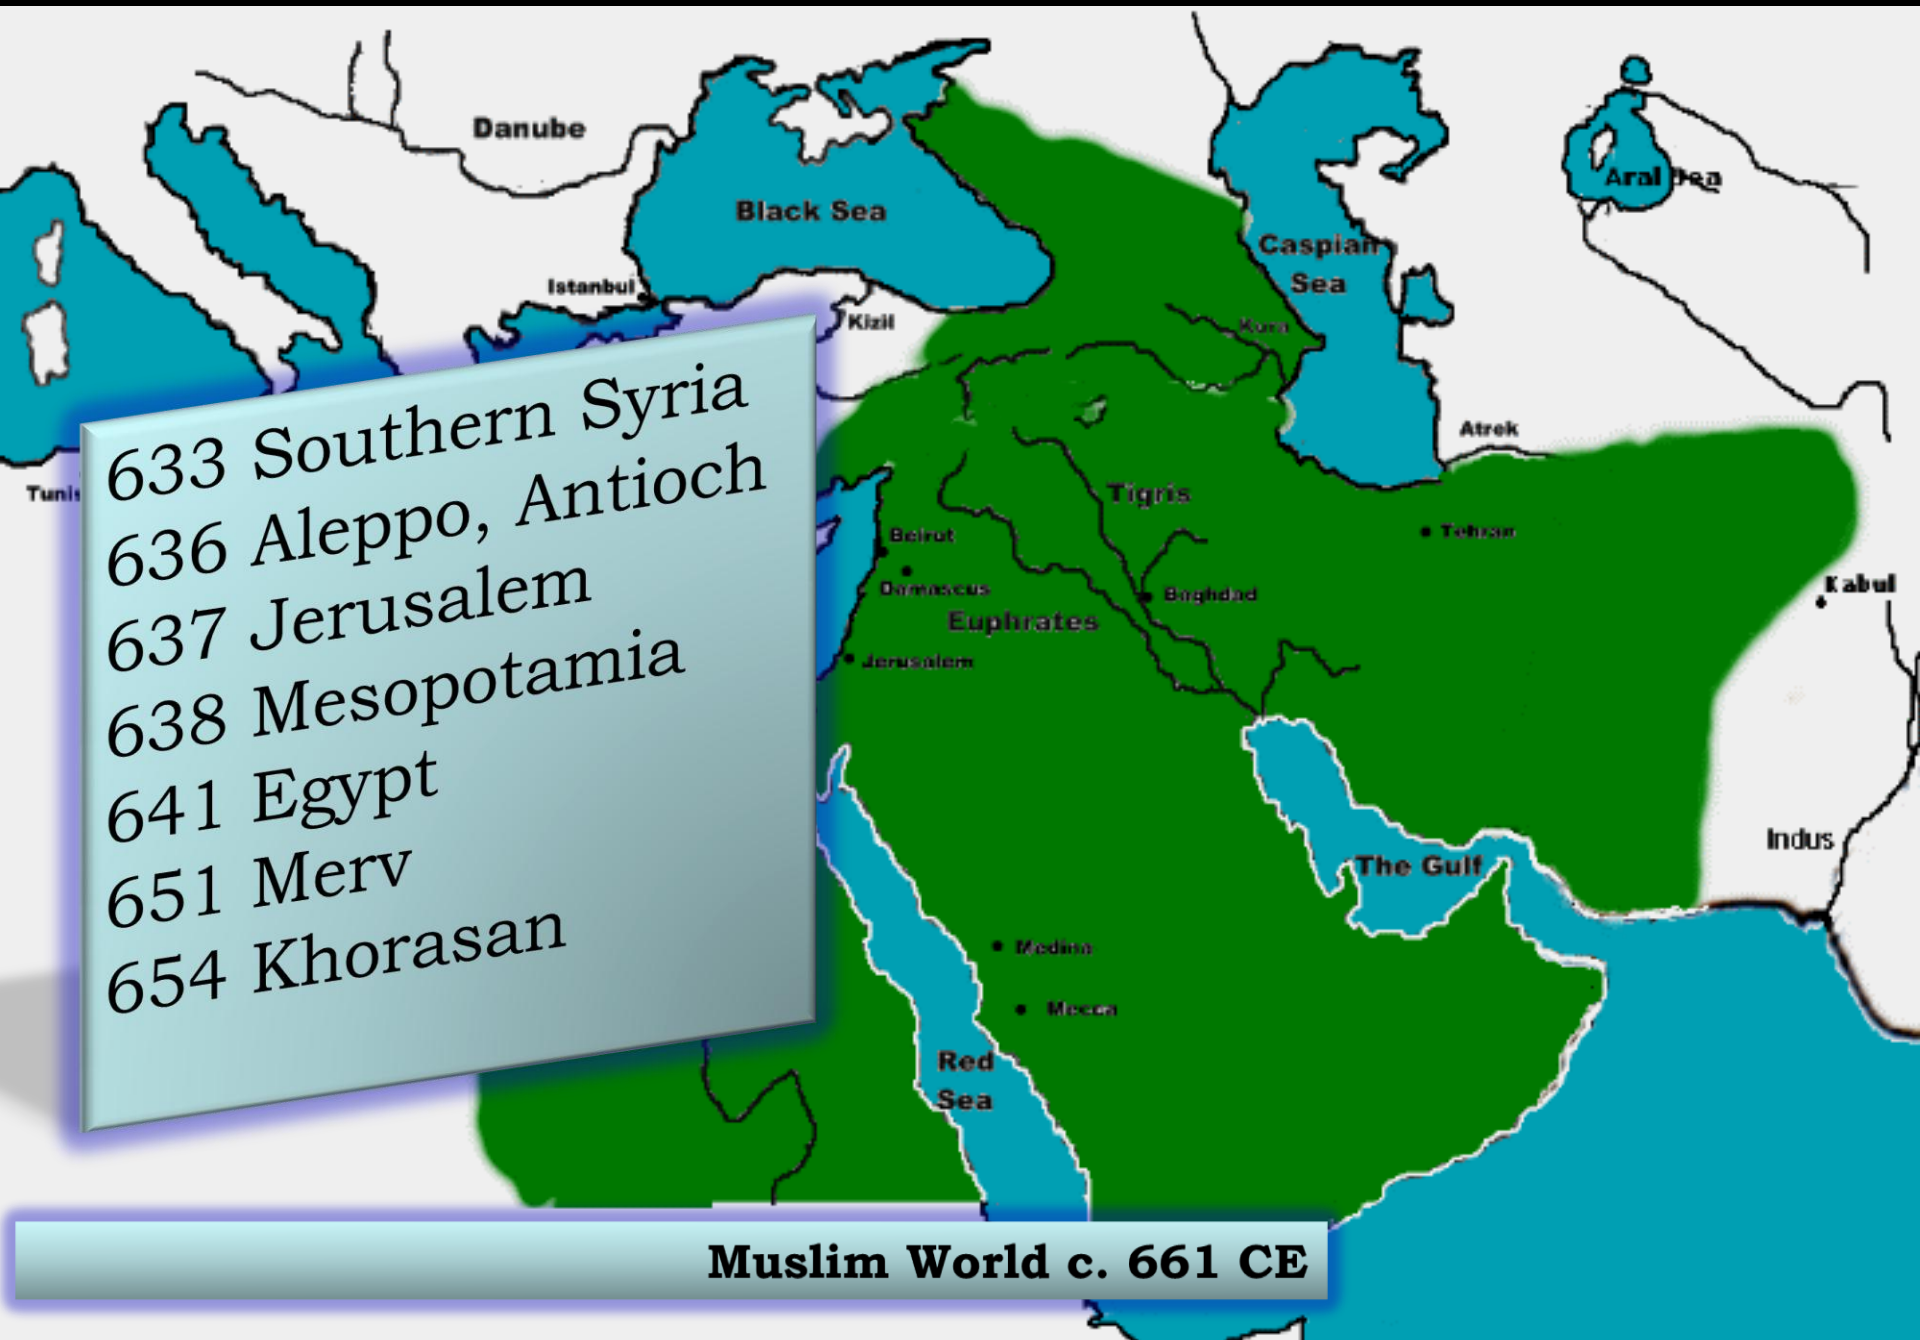 Danube
Black Sea
Aral Sea
Caspian
Sea
Istanbul
Kizil
Kura
Atrek
Tunis
Tigris
Tehran
Beirut
Damascus
Baghdad
Kabul
Euphrates
Jerusalem
Indus
The Gulf
Medina
Mecca
Red
Sea
633 Southern Syria
636 Aleppo, Antioch
637 Jerusalem
638 Mesopotamia
641 Egypt
651 Merv
654 Khorasan
Muslim World c. 661 CE